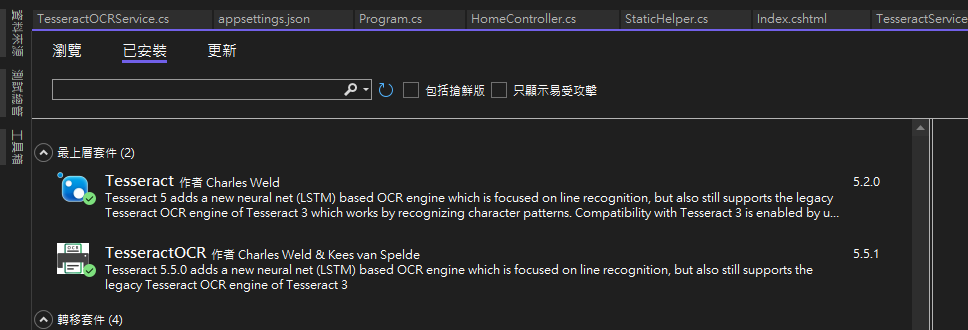 TesseractOCRService.cs appsettings.json Program.cs HomeController.cs StaticHelper.cs Index.cshtml TesseractService
資料來源
測試總管
工具箱
瀏覽 已安裝 更新
包括搶鮮版 只顯示易受攻擊
最上層套件 (2)
Tesseract 作者 Charles Weld 5.2.0
Tesseract 5 adds a new neural net (LSTM) based OCR engine which is focused on line recognition, but also still supports the legacy
Tesseract OCR engine of Tesseract 3 which works by recognizing character patterns. Compatibility with Tesseract 3 is enabled by u...
OCR
TesseractOCR 作者 Charles Weld & Kees van Spelde 5.5.1
Tesseract 5.5.0 adds a new neural net (LSTM) based OCR engine which is focused on line recognition, but also still supports the
legacy Tesseract OCR engine of Tesseract 3
轉移套件 (4)